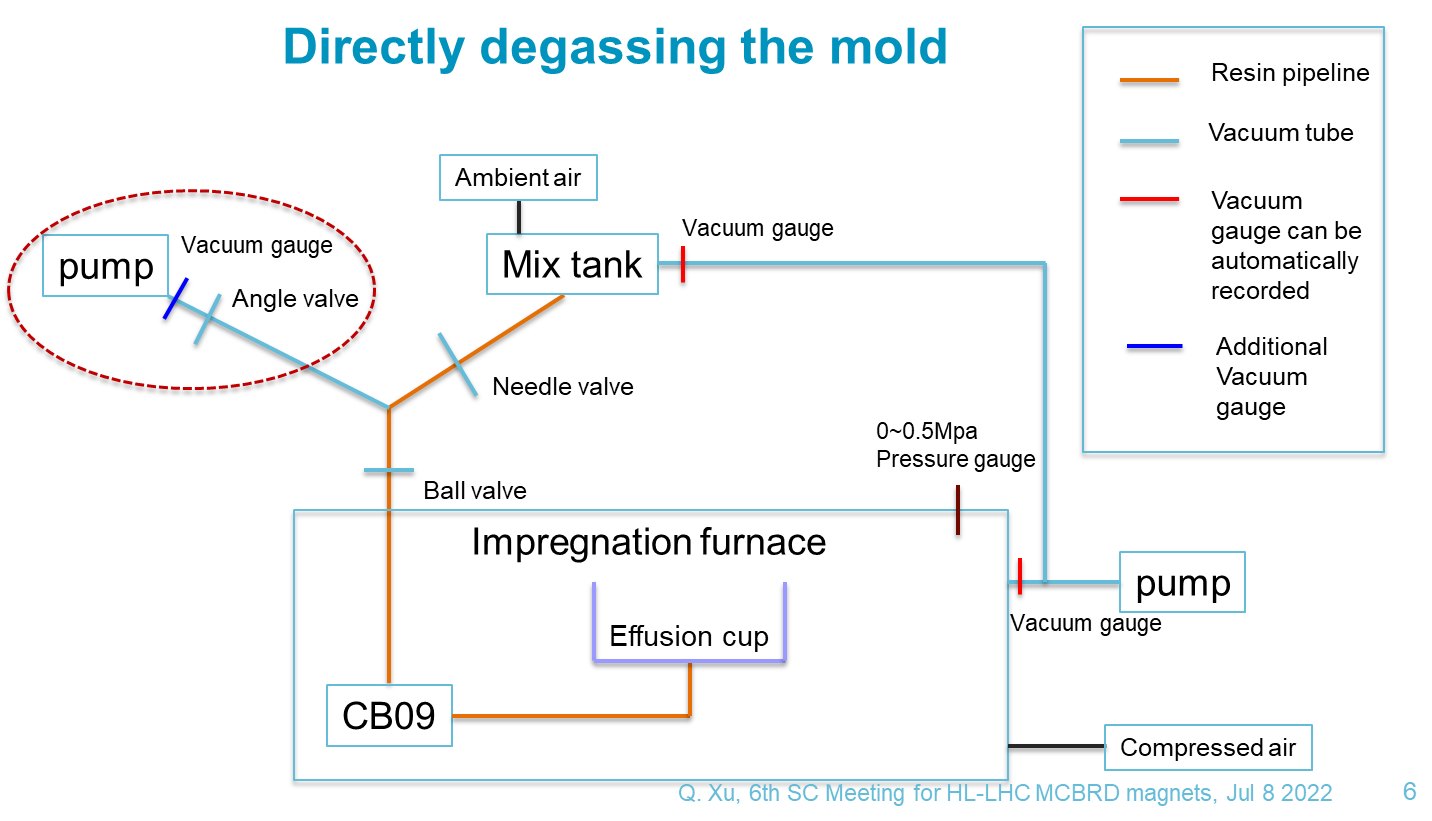 Directly degassing the mold
Resin pipeline
Vacuum tube
Vacuum
gauge can be
automatically
recorded
Additional
Vacuum
gauge
Ambient air
pump
Vacuum gauge
Angle valve
Mix tank
Vacuum gauge
Needle valve
0~0.5Mpa
Pressure gauge
Ball valve
Impregnation furnace
Effusion cup
CB09
pump
Vacuum gauge
Compressed air
Q. Xu, 6th SC Meeting for HL-LHC MCBRD magnets, Jul 8 2022
6